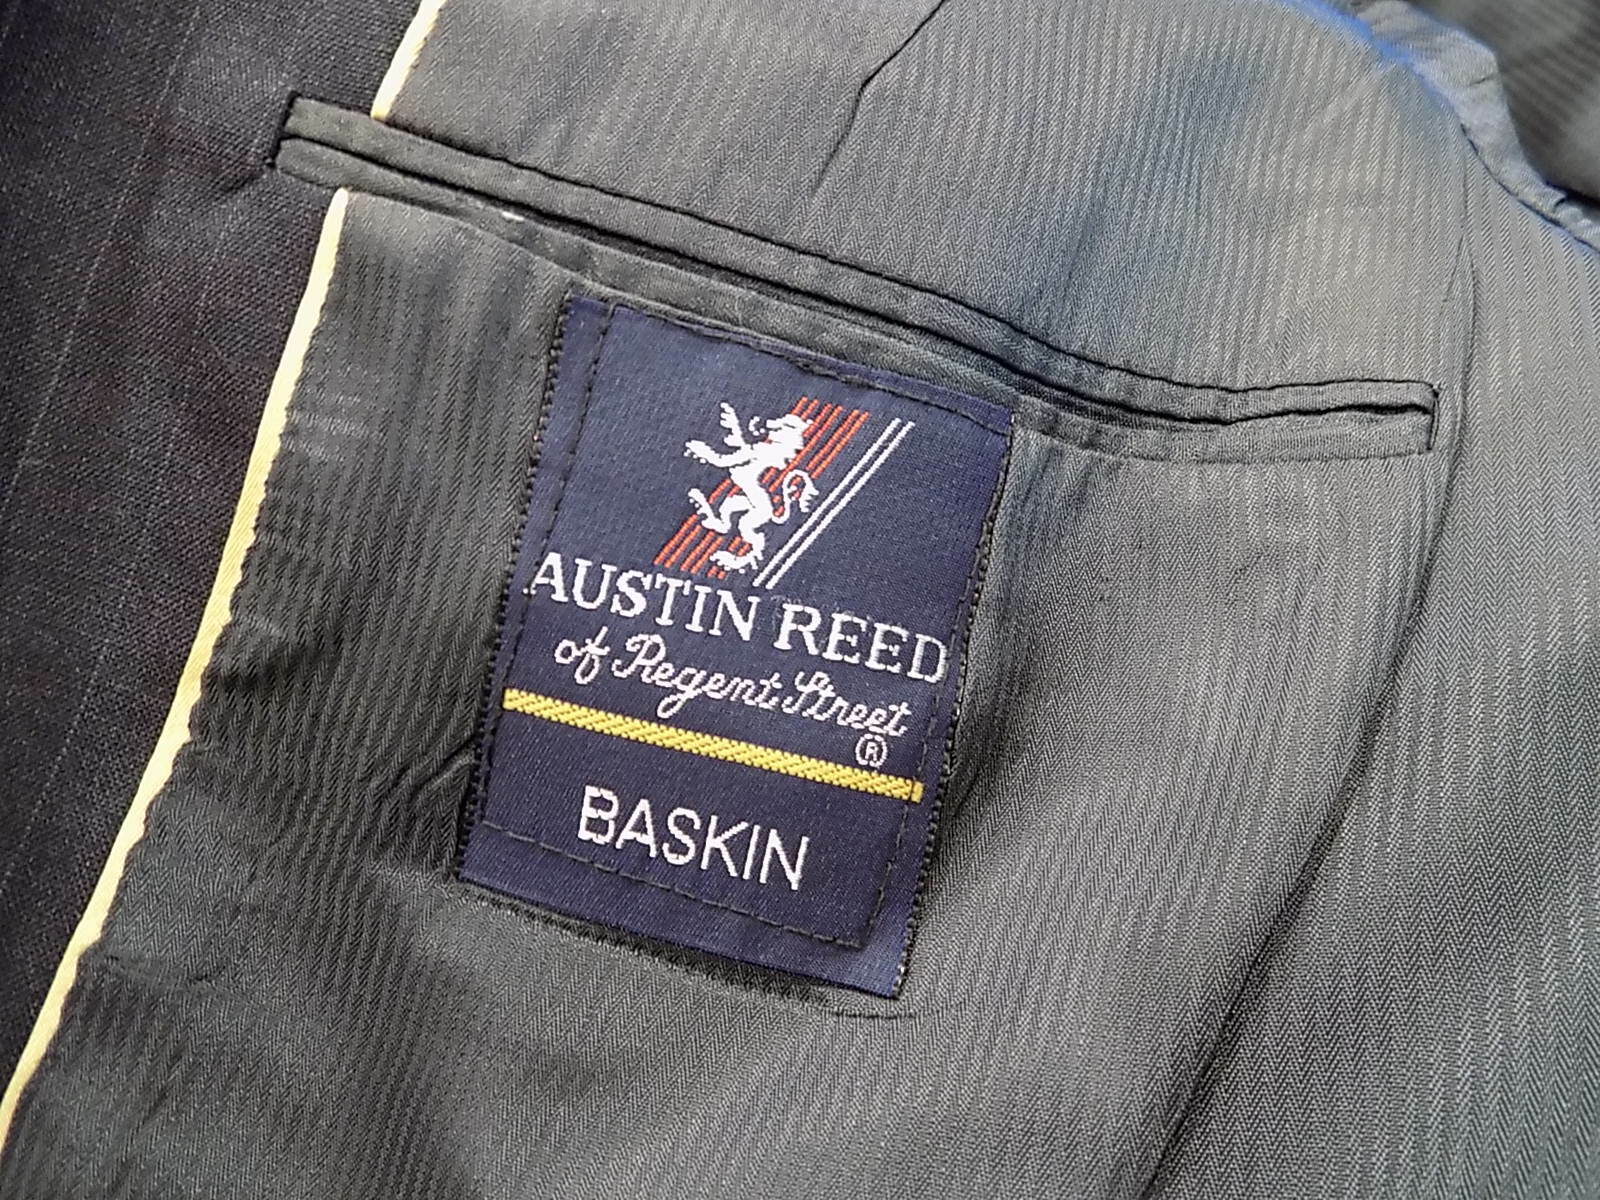 AUSTIN REED
of Regent Street
®
BASKIN